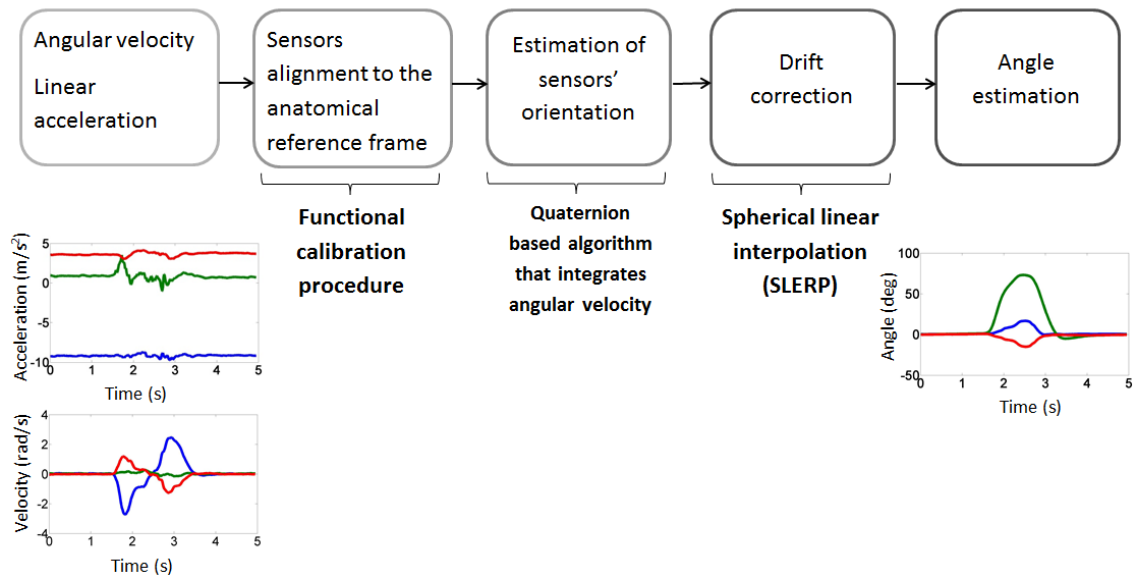 Angular velocity
Linear
acceleration
Sensors
alignment to the
anatomical
reference frame
Estimation of
sensors’
orientation
Drift
correction
Angle
estimation
Functional
calibration
procedure
Quaternion
based algorithm
that integrates
angular velocity
Spherical linear
interpolation
(SLERP)
Acceleration (m/s²)
5
0
-5
-10
0 1 2 3 4 5
Time (s)
Velocity (rad/s)
4
2
0
-2
-4
0 1 2 3 4 5
Time (s)
Angle (deg)
100
50
0
-50
0 1 2 3 4 5
Time (s)